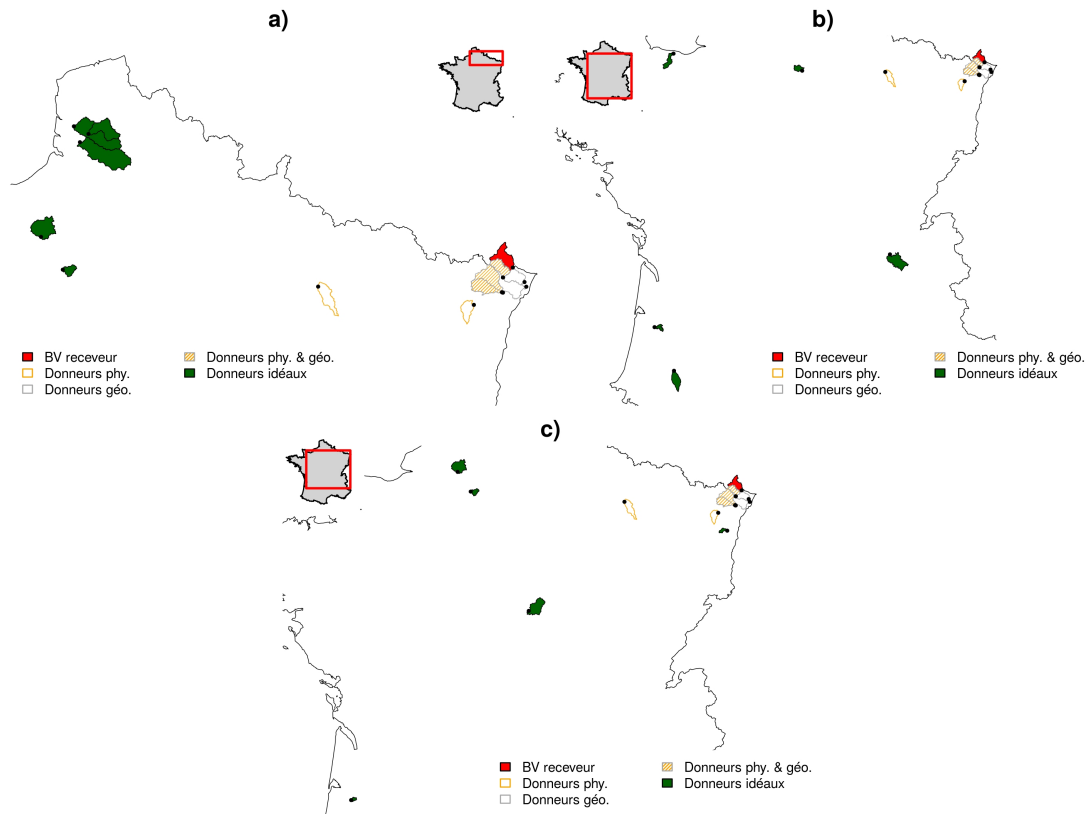 a)
BV receveur
Donneurs phy.
Donneurs géo.
Donneurs phy. & géo.
Donneurs idéaux
b)
BV receveur
Donneurs phy.
Donneurs géo.
Donneurs phy. & géo.
Donneurs idéaux
c)
BV receveur
Donneurs phy.
Donneurs géo.
Donneurs phy. & géo.
Donneurs idéaux